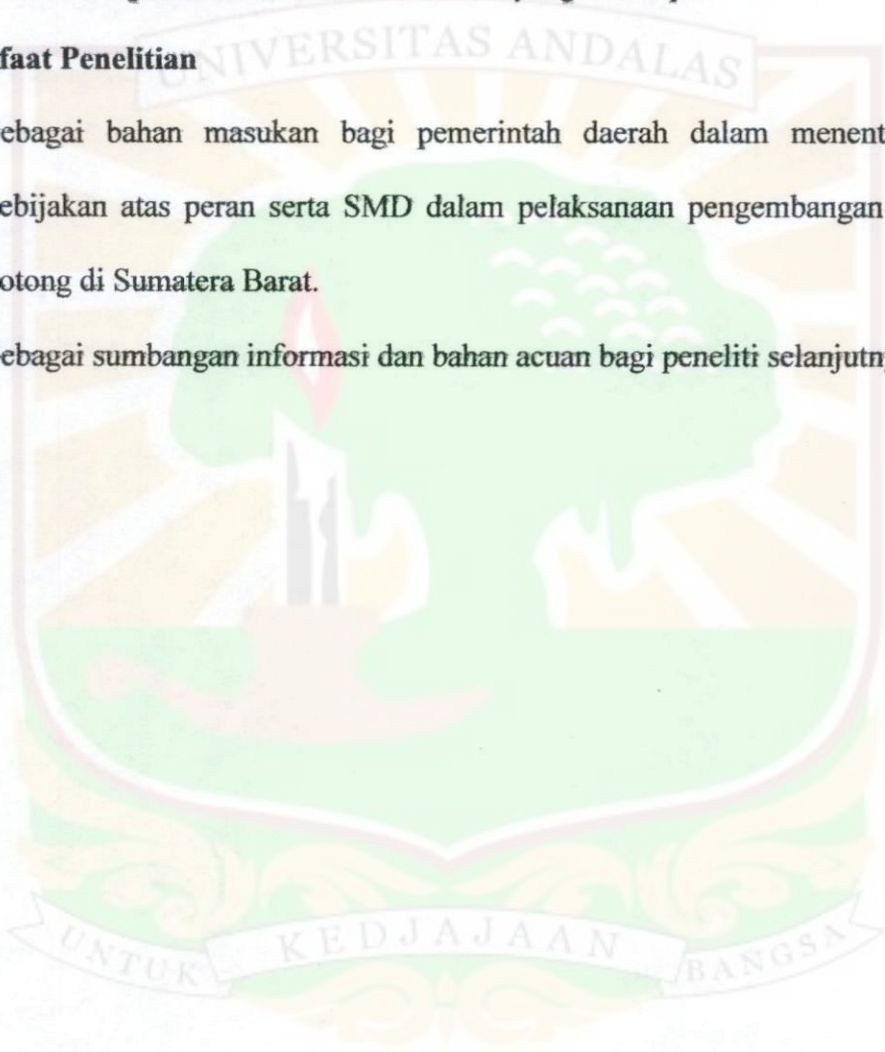 UNIVERSITAS ANDALAS
faat Penelitian
ebagai bahan masukan bagi pemerintah daerah dalam menent
ebijakan atas peran serta SMD dalam pelaksanaan pengembangan
otong di Sumatera Barat.
ebagai sumbangan informasi dan bahan acuan bagi peneliti selanjutn
UNTUK KEDJAJAAN BANGSA